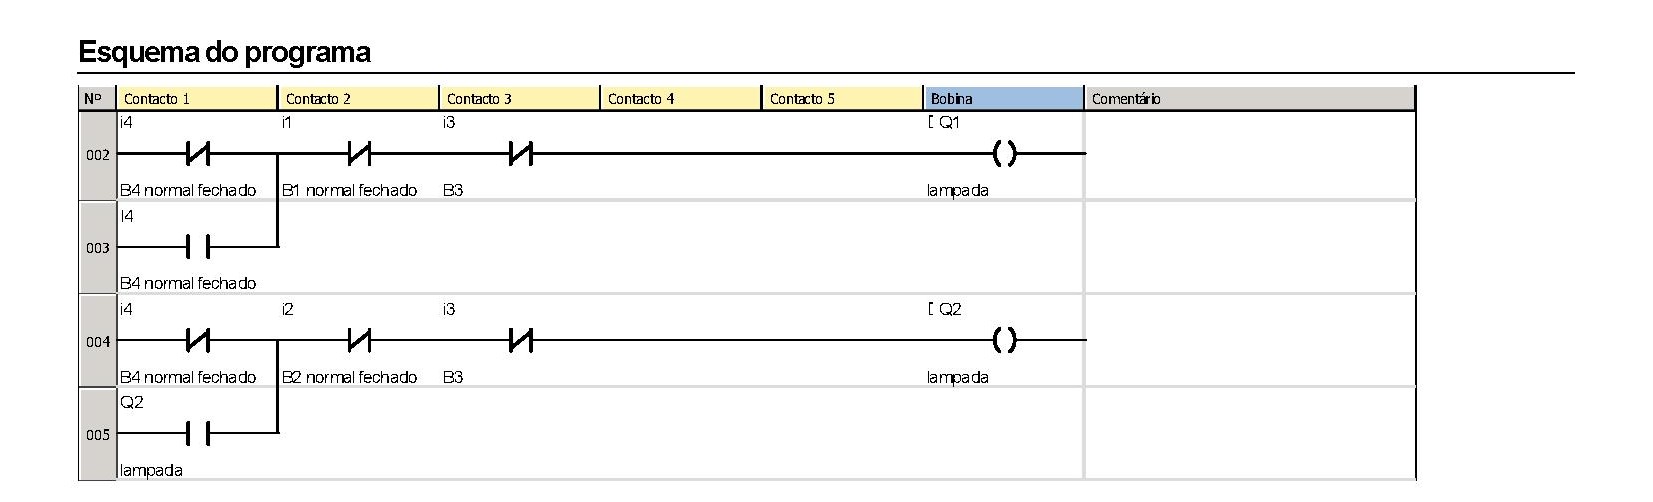 Esquema do programa
Nº Contacto 1 Contacto 2 Contacto 3 Contacto 4 Contacto 5 Bobina Comentário
i4 i1 i3 [ Q1
002
B4 normal fechado B1 normal fechado B3 lampada
I4
003
B4 normal fechado
i4 i2 i3 [ Q2
004
B4 normal fechado B2 normal fechado B3 lampada
Q2
005
lampada